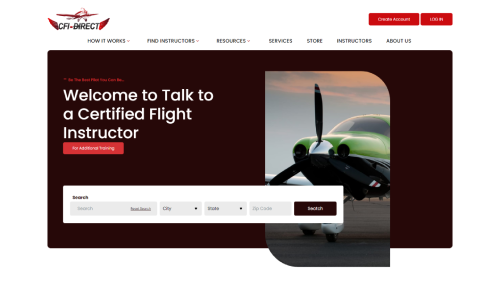 CFI-DIRECT
Create Account
LOG IN
HOW IT WORKS
FIND INSTRUCTORS
RESOURCES
SERVICES
STORE
INSTRUCTORS
ABOUT US
Be The Best Pilot You Can Be...
Welcome to Talk to
a Certified Flight
Instructor
For Additional Training
Search
Search
Reset Search
City
State
Zip Code
Search